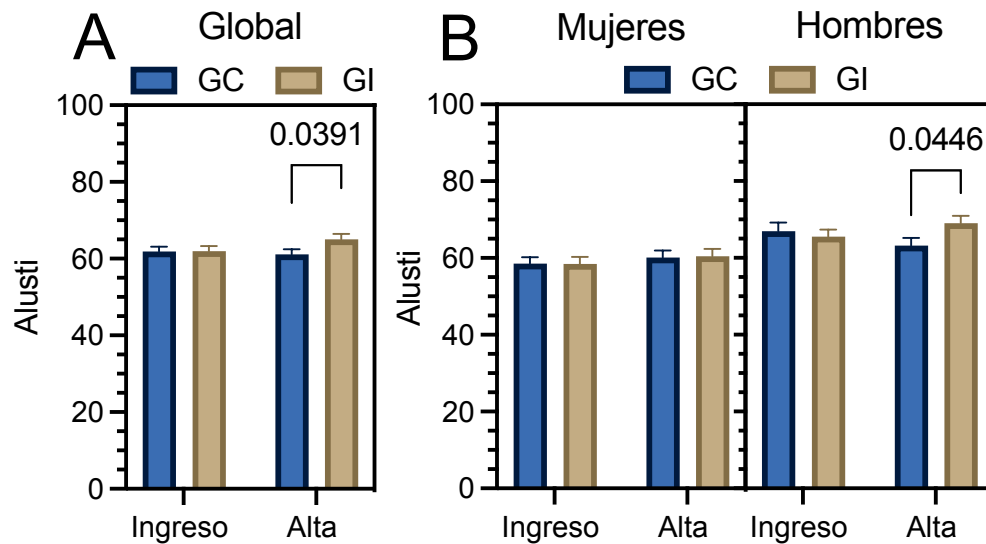 A Global
GC GI
Alusti
100
80
60
40
20
0
0.0391
Ingreso Alta
B Mujeres Hombres
GC GI
Alusti
100
80
60
40
20
0
0.0446
Ingreso Alta Ingreso Alta